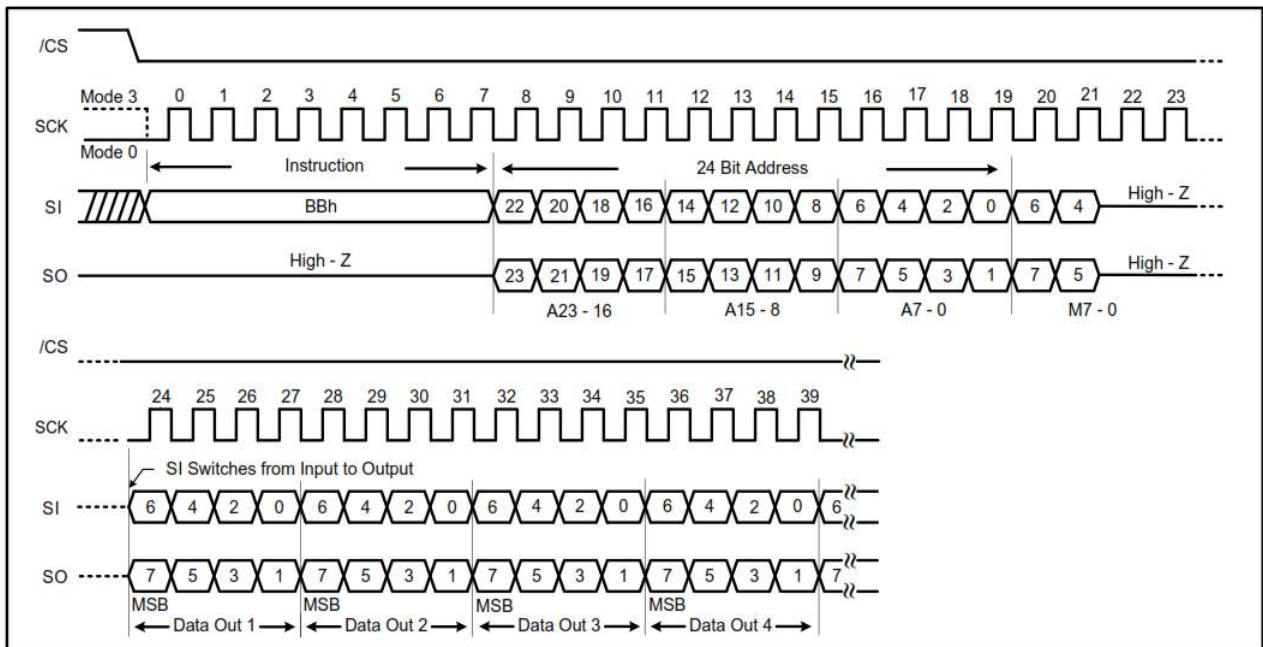 /CS
Mode 3 0 1 2 3 4 5 6 7 8 9 10 11 12 13 14 15 16 17 18 19 20 21 22 23
SCK
Mode 0
Instruction 24 Bit Address
SI BBh 22 20 18 16 14 12 10 8 6 4 2 0 6 4 High - Z
SO High - Z 23 21 19 17 15 13 11 9 7 5 3 1 7 5 High - Z
A23 - 16 A15 - 8 A7 - 0 M7 - 0
/CS
24 25 26 27 28 29 30 31 32 33 34 35 36 37 38 39
SCK
SI Switches from Input to Output
SI 6 4 2 0 6 4 2 0 6 4 2 0 6 4 2 0 6
SO 7 5 3 1 7 5 3 1 7 5 3 1 7 5 3 1 7
MSB MSB MSB MSB
Data Out 1 Data Out 2 Data Out 3 Data Out 4